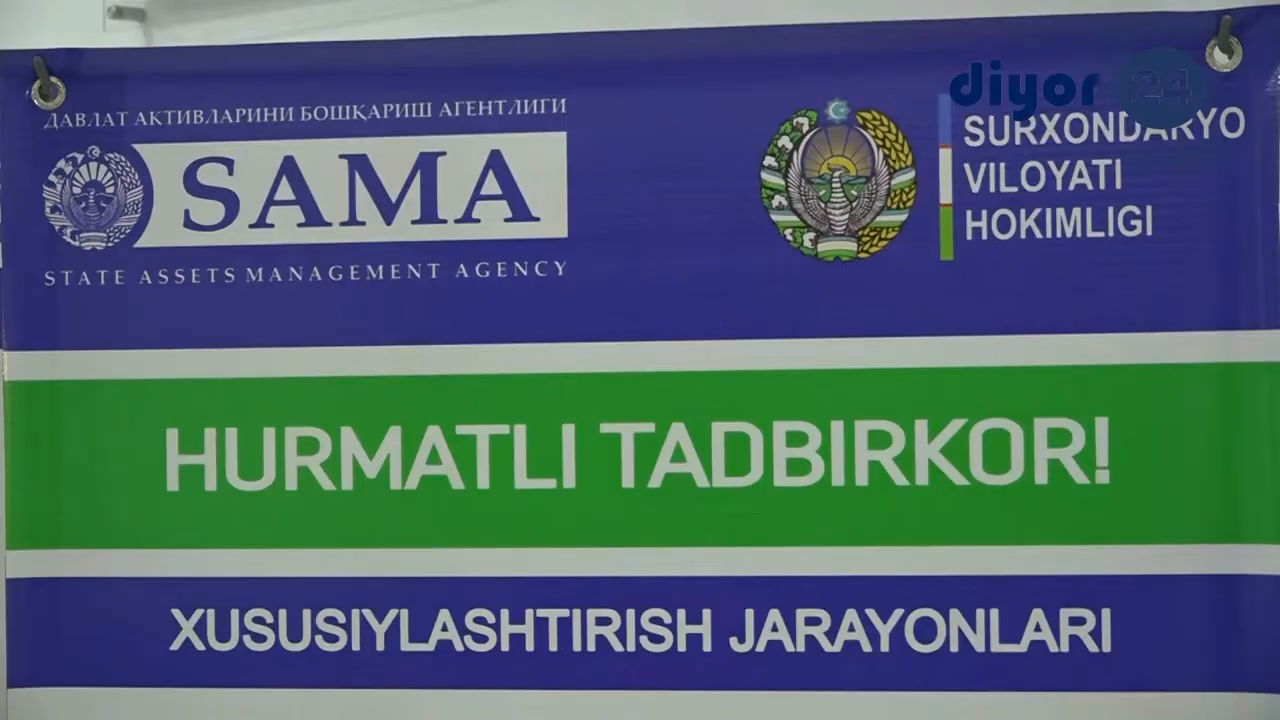 diyor 24
ДАВЛАТ АКТИВЛАРИНИ БОШҚАРИШ АГЕНТЛИГИ
SAMA
STATE ASSETS MANAGEMENT AGENCY
SURXONDARYO
VILOYATI
HOKIMLIGI
HURMATLI TADBIRKOR!
XUSUSIYLASHTIRISH JARAYONLARI